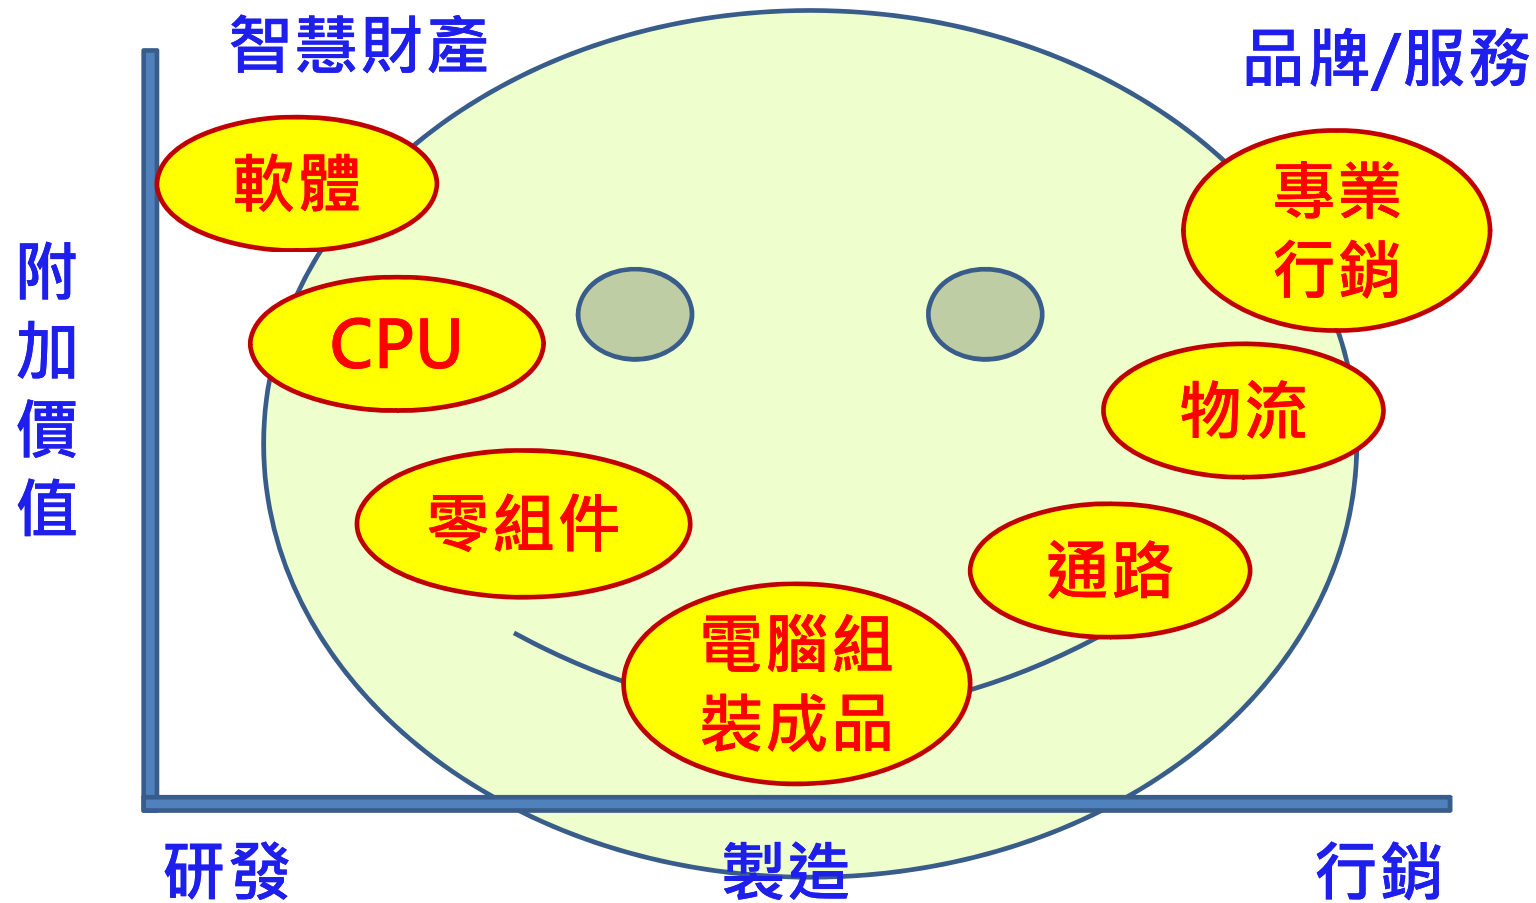 智慧財產
品牌/服務
軟體
專業
行銷
附
加
價
值
CPU
物流
零組件
通路
電腦組
裝成品
研發
製造
行銷